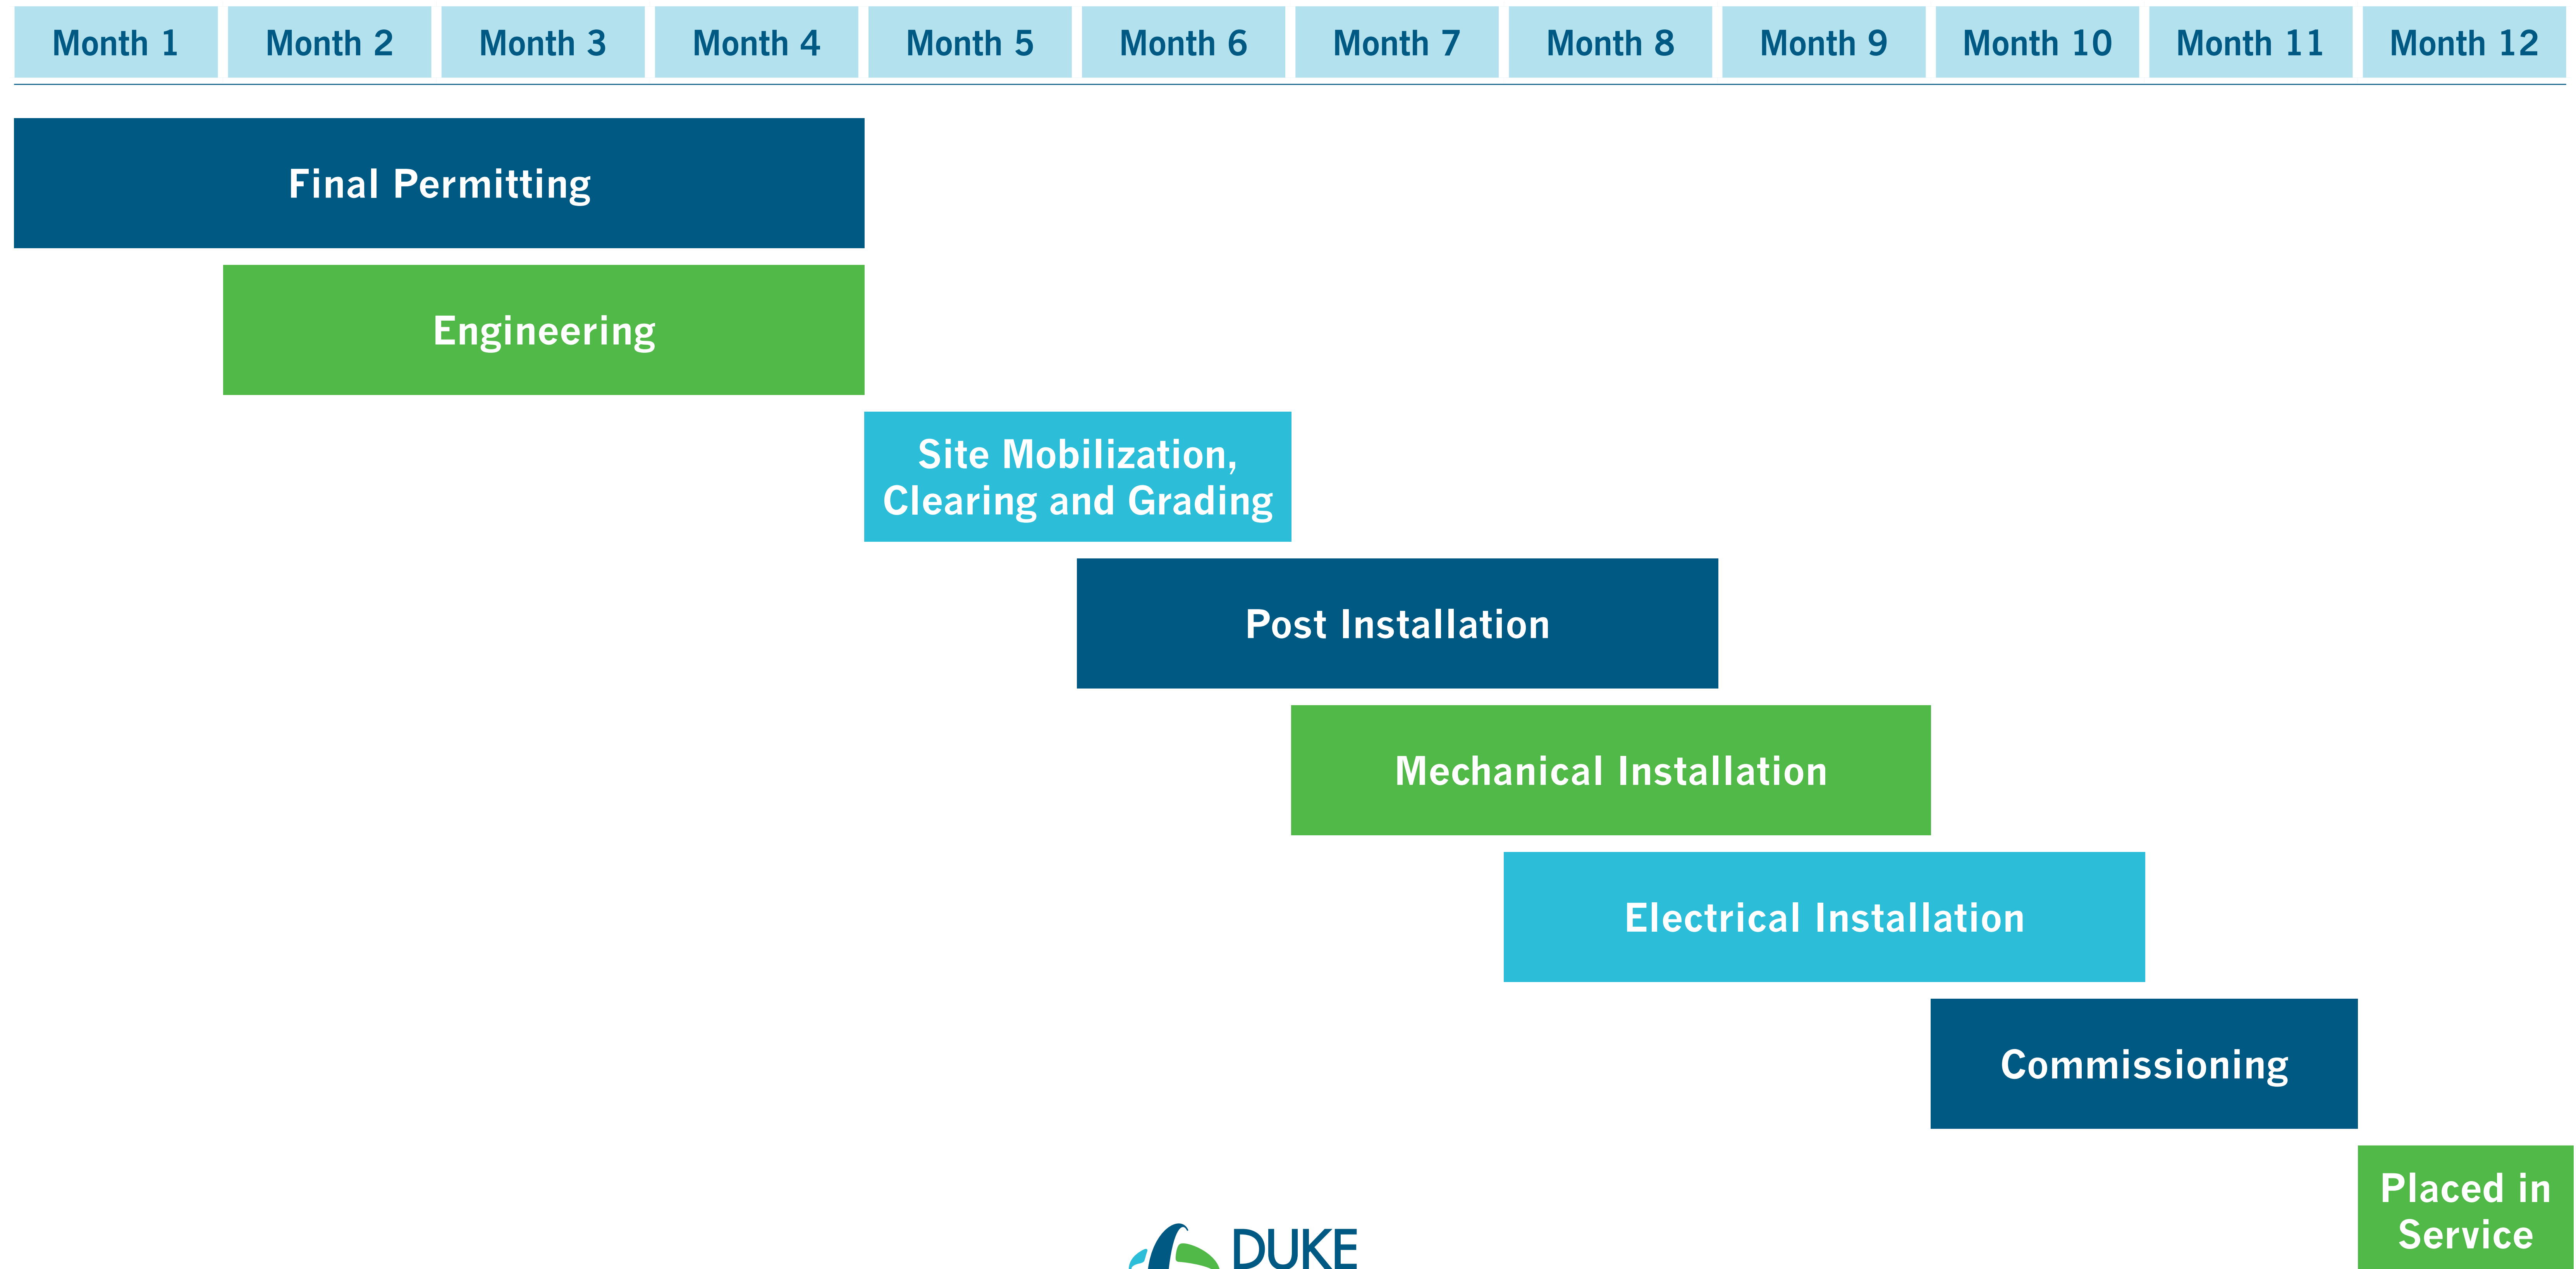 Month 1
Month 2
Month 3
Month 4
Month 5
Month 6
Month 7
Month 8
Month 9
Month 10
Month 11
Month 12
Final Permitting
Engineering
Site Mobilization,
Clearing and Grading
Post Installation
Mechanical Installation
Electrical Installation
Commissioning
Placed in
Service
DUKE